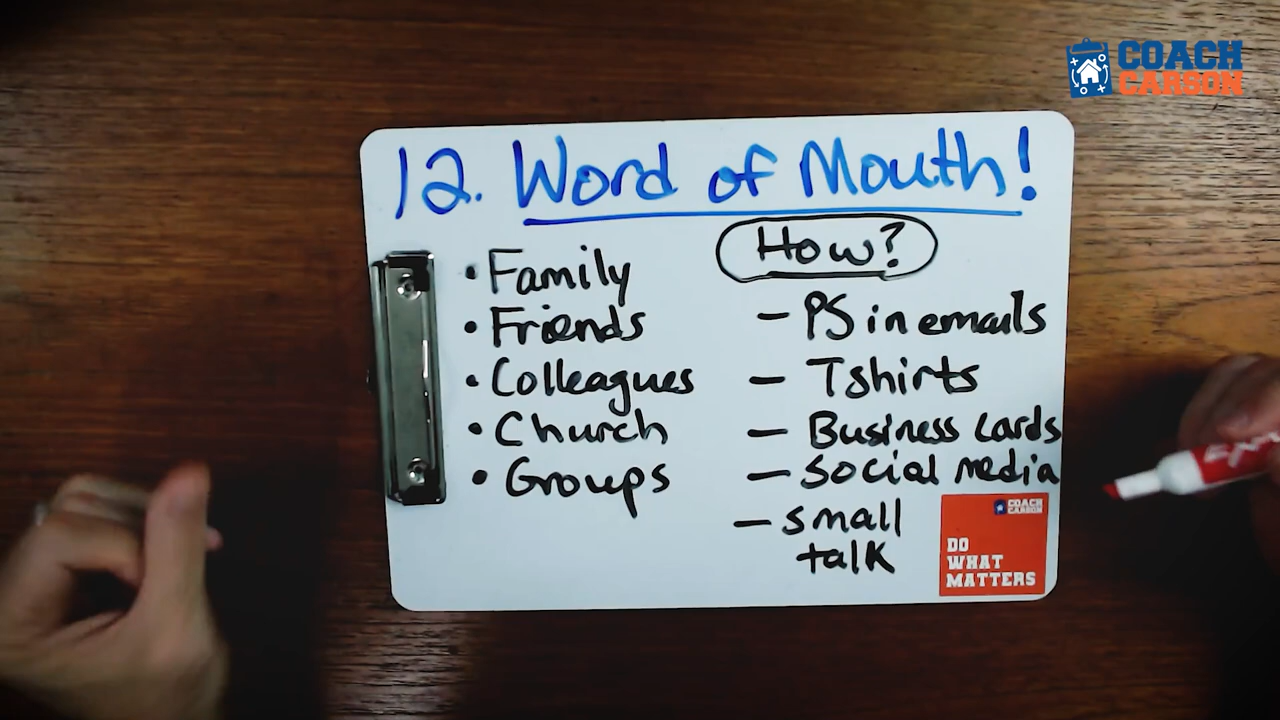 COACH
CARSON
12. Word of Mouth!
• Family
• Friends
• Colleagues
• Church
• Groups
How?
— PS in emails
— Tshirts
— Business Cards
— Social media
— small
talk
COACH
CARSON
DO
WHAT
MATTERS